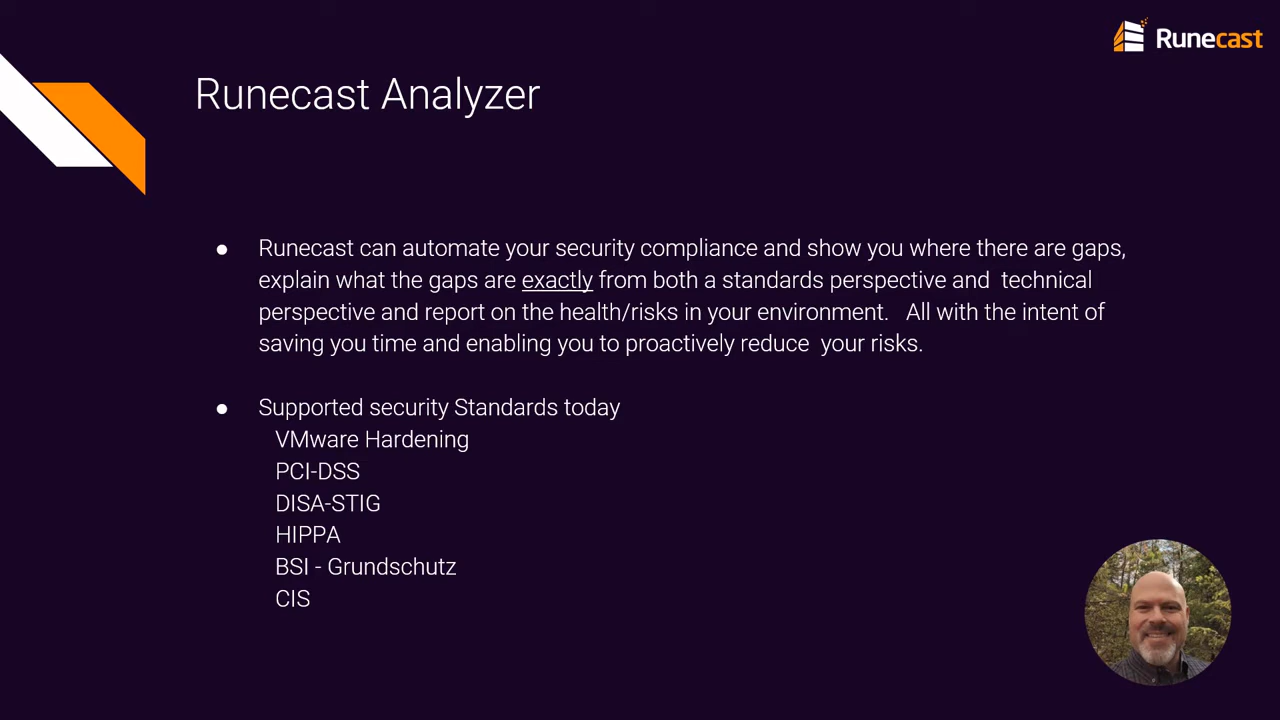 Runecast
Runecast Analyzer
● Runecast can automate your security compliance and show you where there are gaps,
explain what the gaps are exactly from both a standards perspective and technical
perspective and report on the health/risks in your environment. All with the intent of
saving you time and enabling you to proactively reduce your risks.
● Supported security Standards today
VMware Hardening
PCI-DSS
DISA-STIG
HIPPA
BSI - Grundschutz
CIS